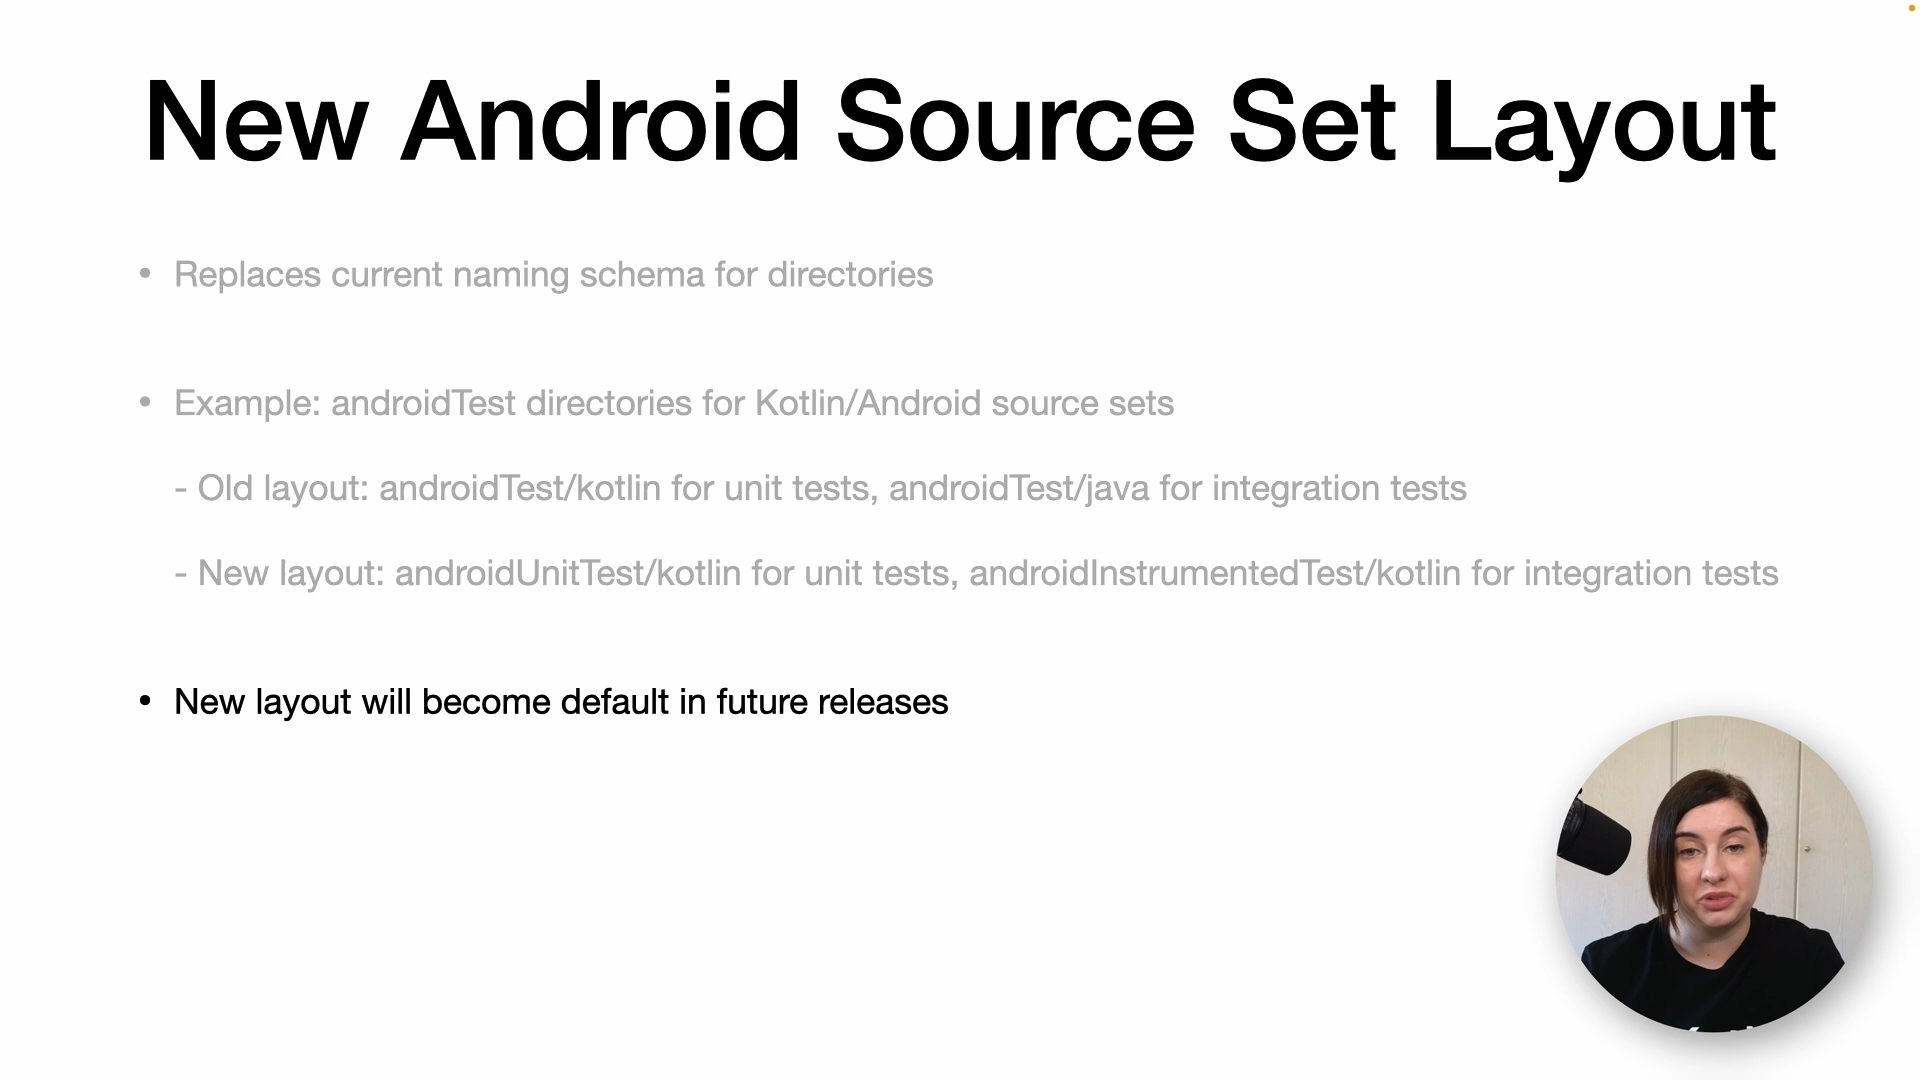 New Android Source Set Layout
• Replaces current naming schema for directories
• Example: androidTest directories for Kotlin/Android source sets
- Old layout: androidTest/kotlin for unit tests, androidTest/java for integration tests
- New layout: androidUnitTest/kotlin for unit tests, androidInstrumentedTest/kotlin for integration tests
• New layout will become default in future releases